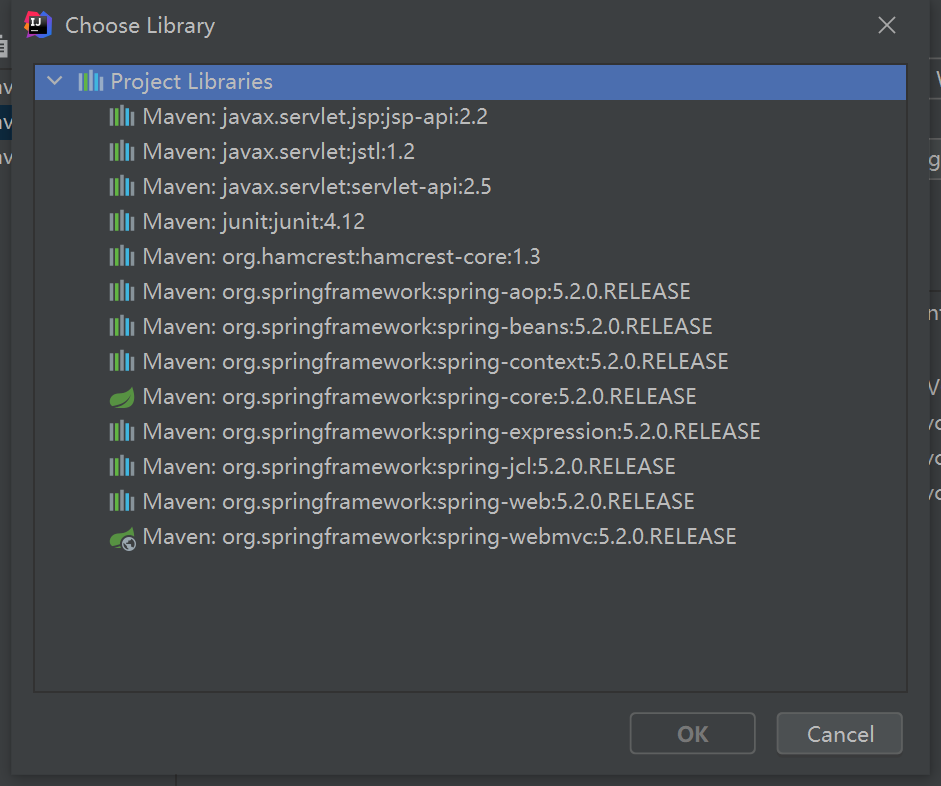 Choose Library
Project Libraries
Maven: javax.servlet.jsp:jsp-api:2.2
Maven: javax.servlet:jstl:1.2
Maven: javax.servlet:servlet-api:2.5
Maven: junit:junit:4.12
Maven: org.hamcrest:hamcrest-core:1.3
Maven: org.springframework:spring-aop:5.2.0.RELEASE
Maven: org.springframework:spring-beans:5.2.0.RELEASE
Maven: org.springframework:spring-context:5.2.0.RELEASE
Maven: org.springframework:spring-core:5.2.0.RELEASE
Maven: org.springframework:spring-expression:5.2.0.RELEASE
Maven: org.springframework:spring-jcl:5.2.0.RELEASE
Maven: org.springframework:spring-web:5.2.0.RELEASE
Maven: org.springframework:spring-webmvc:5.2.0.RELEASE
OK
Cancel